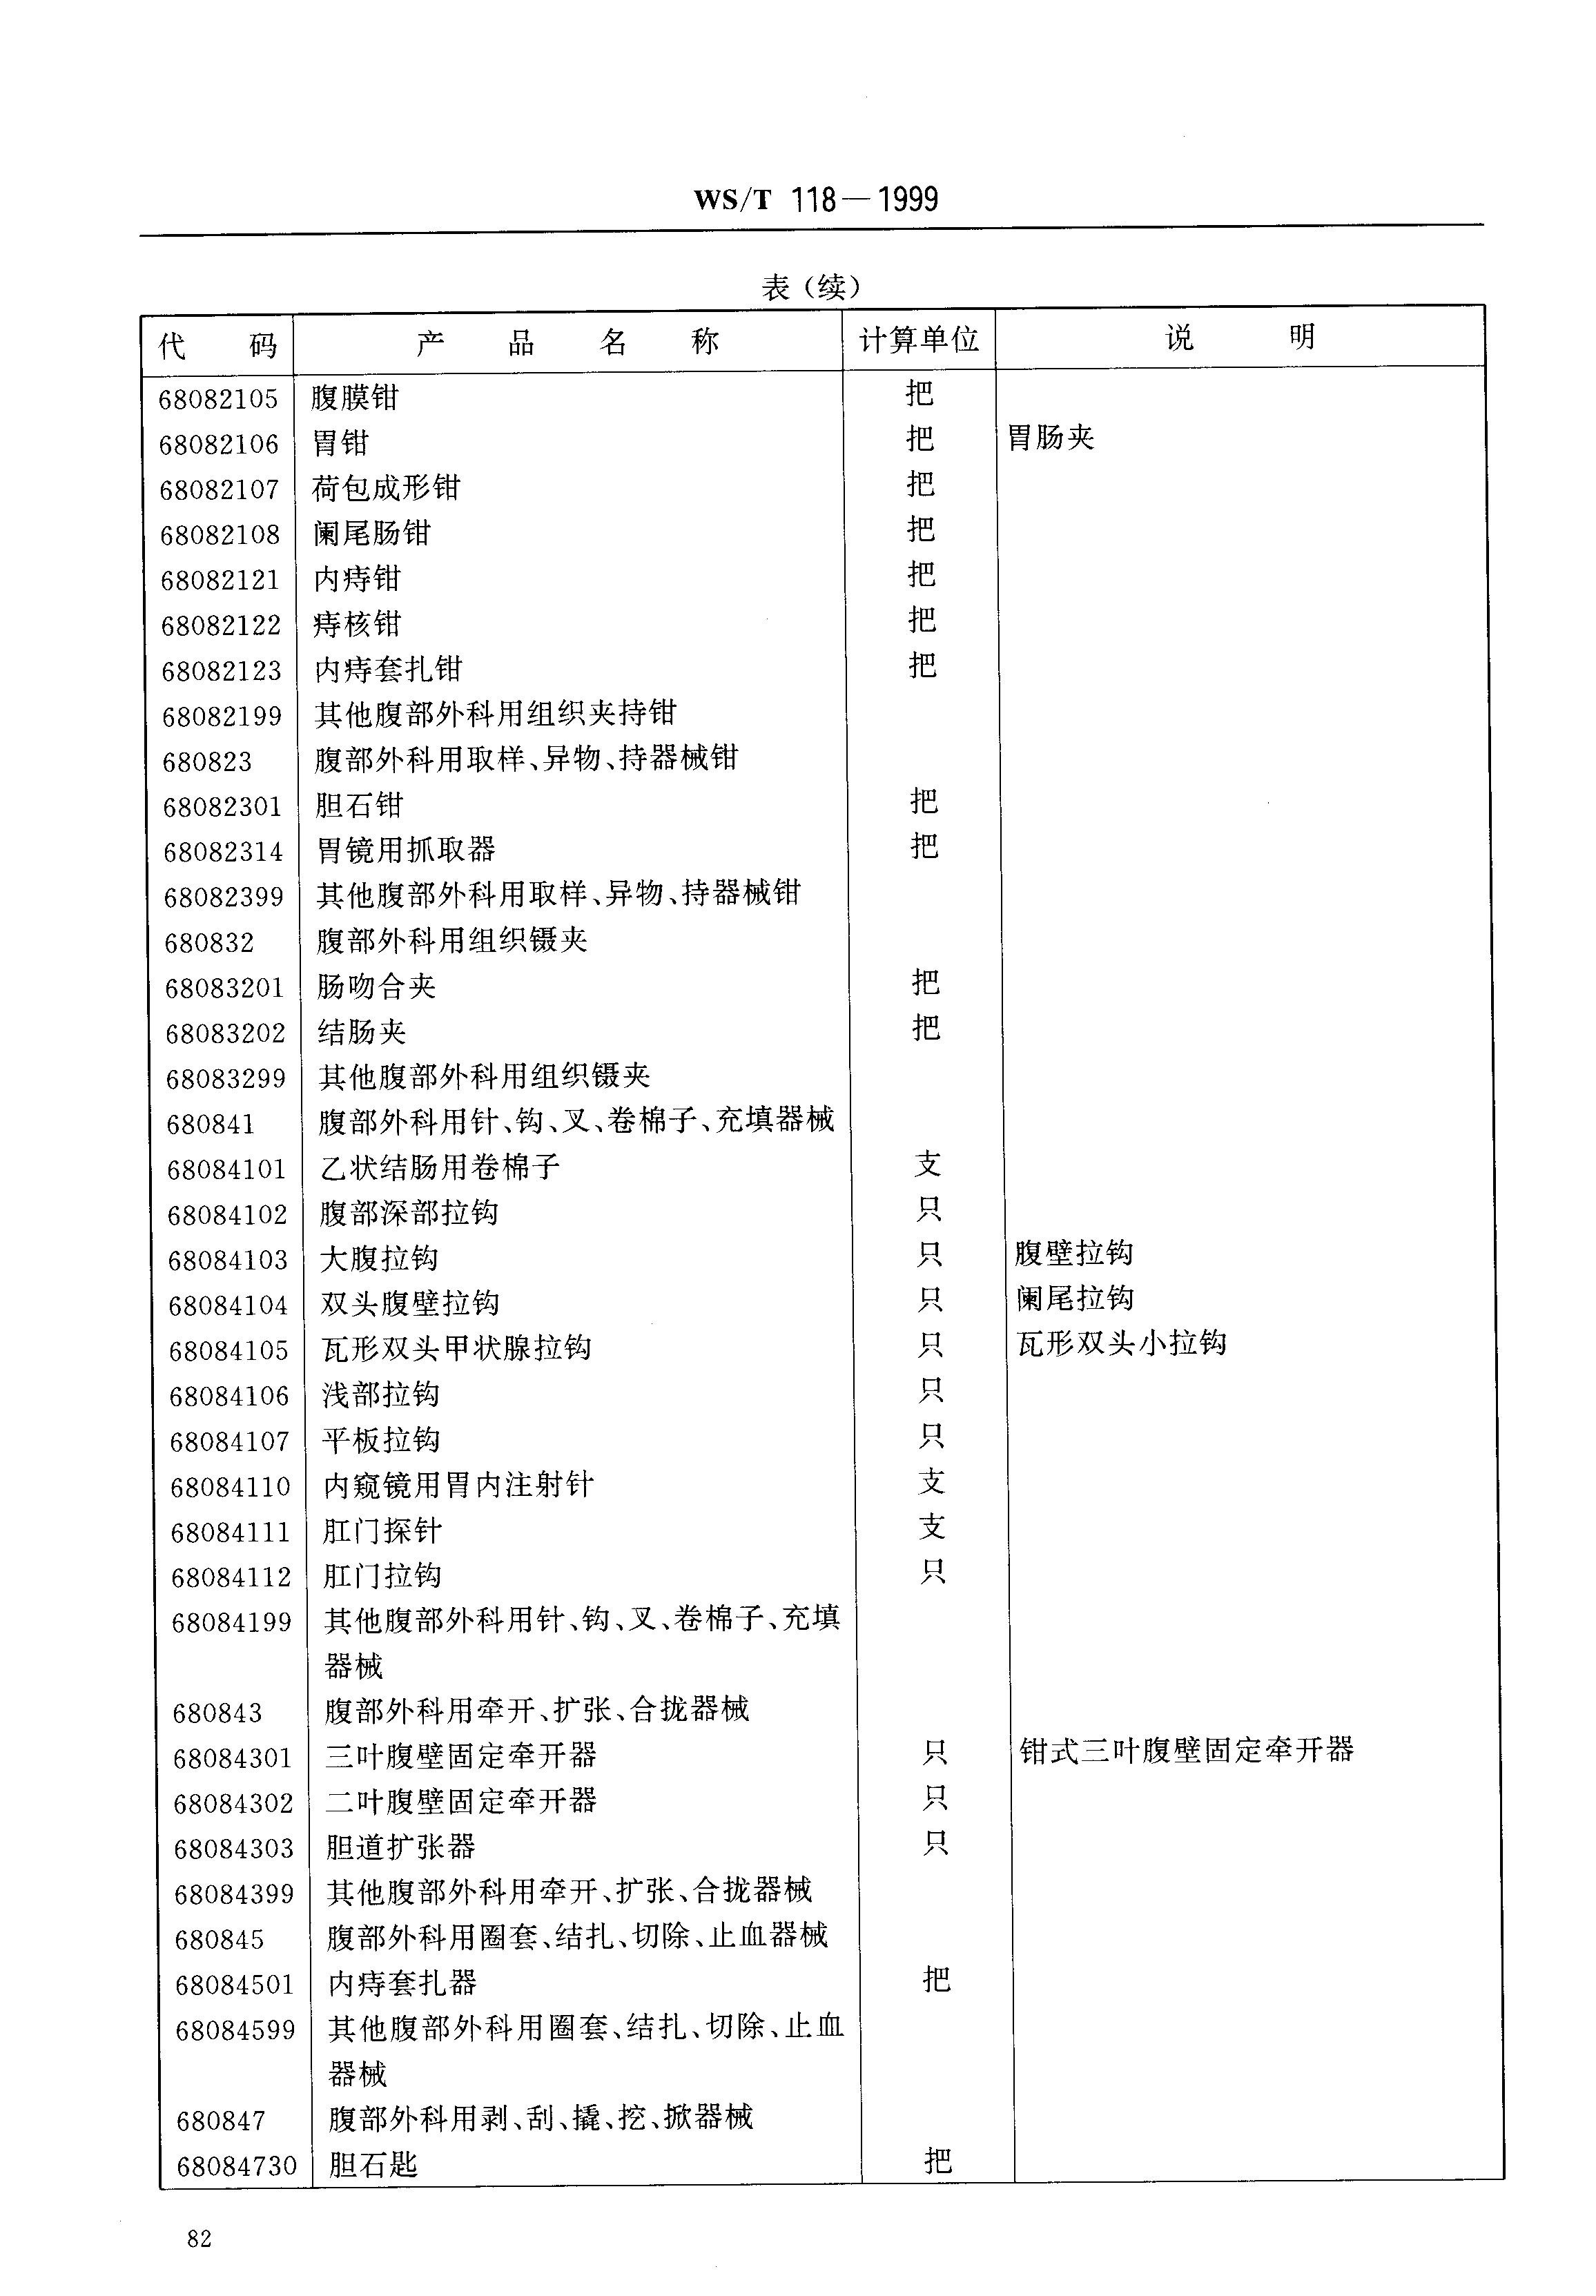 WS/T 118—1999
表（续）
代 码 产 品 名 称 计算单位 说 明
68082105 腹膜钳 把
68082106 胃钳 把 胃肠夹
68082107 荷包成形钳 把
68082108 阑尾肠钳 把
68082121 内痔钳 把
68082122 痔核钳 把
68082123 内痔套扎钳 把
68082199 其他腹部外科用组织夹持钳
680823 腹部外科用取样、异物、持器械钳
68082301 胆石钳 把
68082314 胃镜用抓取器 把
68082399 其他腹部外科用取样、异物、持器械钳
680832 腹部外科用组织镊夹
68083201 肠吻合夹 把
68083202 结肠夹 把
68083299 其他腹部外科用组织镊夹
680841 腹部外科用针、钩、叉、卷棉子、充填器械
68084101 乙状结肠用卷棉子 支
68084102 腹部深部拉钩 只
68084103 大腹拉钩 只 腹壁拉钩
68084104 双头腹壁拉钩 只 阑尾拉钩
68084105 瓦形双头甲状腺拉钩 只 瓦形双头小拉钩
68084106 浅部拉钩 只
68084107 平板拉钩 只
68084110 内窥镜用胃内注射针 支
68084111 肛门探针 支
68084112 肛门拉钩 只
68084199 其他腹部外科用针、钩、叉、卷棉子、充填
器械
680843 腹部外科用牵开、扩张、合拢器械
68084301 三叶腹壁固定牵开器 只 钳式三叶腹壁固定牵开器
68084302 二叶腹壁固定牵开器 只
68084303 胆道扩张器 只
68084399 其他腹部外科用牵开、扩张、合拢器械
680845 腹部外科用圈套、结扎、切除、止血器械
68084501 内痔套扎器 把
68084599 其他腹部外科用圈套、结扎、切除、止血
器械
680847 腹部外科用剥、刮、撬、挖、掀器械
68084730 胆石匙 把
82